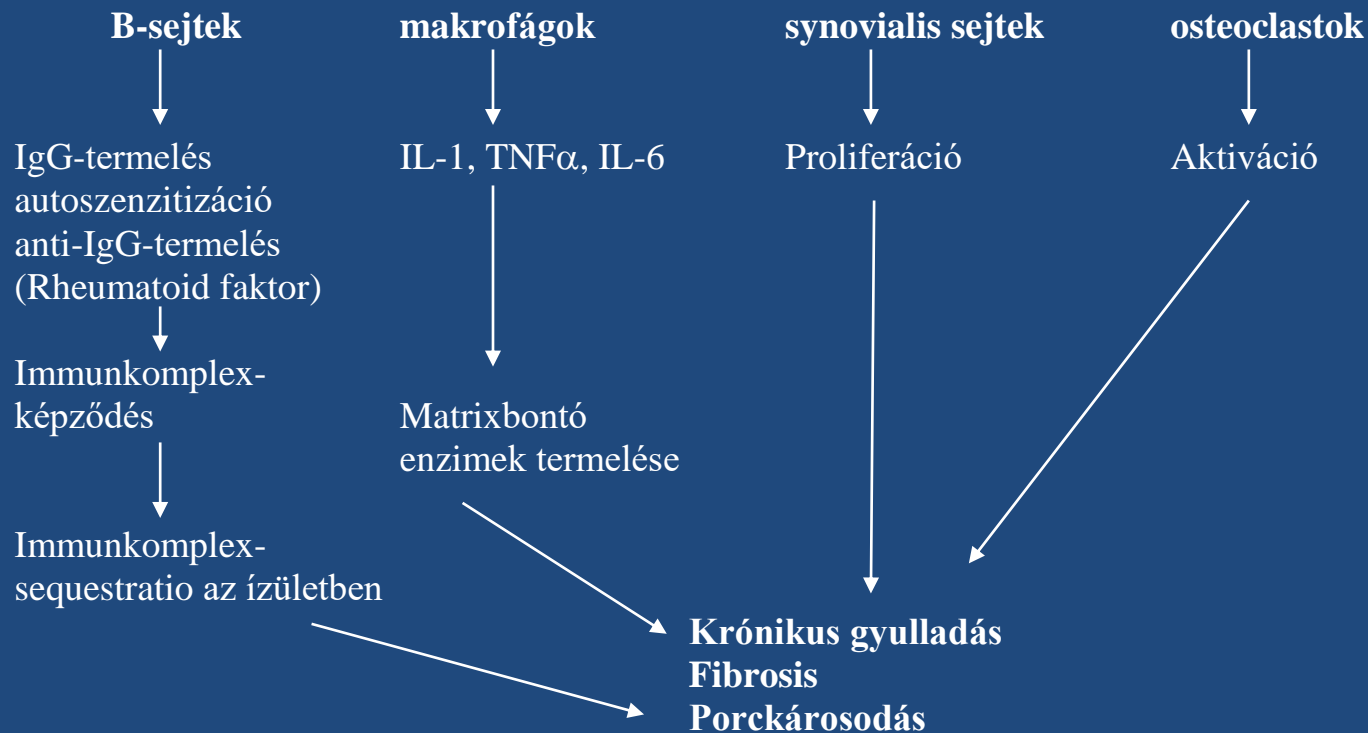 B-sejtek
makrofágok
synovialis sejtek
osteoclastok
IgG-termelés
autoszenzitizáció
anti-IgG-termelés
(Rheumatoid faktor)
IL-1, TNFα, IL-6
Proliferáció
Aktiváció
Immunkomplex-
képződés
Matrixbontó
enzimek termelése
Immunkomplex-
sequestratio az ízületben
Krónikus gyulladás
Fibrosis
Porckárosodás